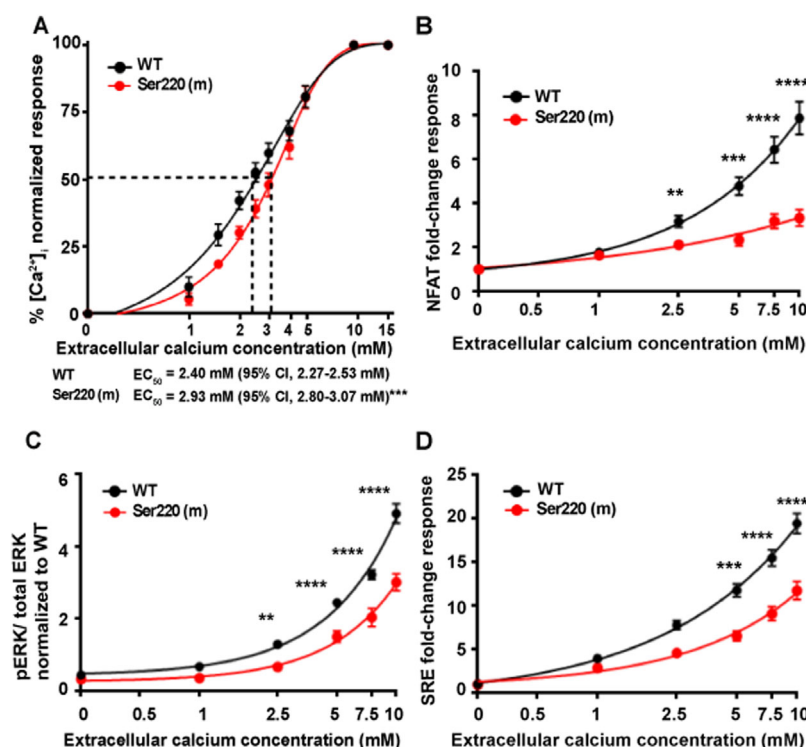 A
WT
Ser220 (m)
% [Ca²⁺]ᵢ normalized response
100
75
50
25
0
0 1 2 3 4 5 10 15
Extracellular calcium concentration (mM)
WT EC₅₀ = 2.40 mM (95% CI, 2.27-2.53 mM)
Ser220 (m) EC₅₀ = 2.93 mM (95% CI, 2.80-3.07 mM)***
B
WT
Ser220 (m)
NFAT fold-change response
10
8
6
4
2
0
** *** **** ****
0 0.5 1 2.5 5 7.5 10
Extracellular calcium concentration (mM)
C
WT
Ser220 (m)
pERK/ total ERK
normalized to WT
6
4
2
0
** **** **** ****
0 0.5 1 2.5 5 7.5 10
Extracellular calcium concentration (mM)
D
WT
Ser220 (m)
SRE fold-change response
25
20
15
10
5
0
*** **** ****
0 0.5 1 2.5 5 7.5 10
Extracellular calcium concentration (mM)